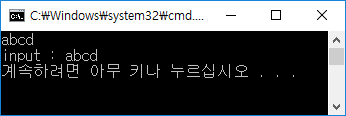 C:₩Windows₩system32₩cmd....
abcd
input : abcd
계속하려면 아무 키나 누르십시오 . . .